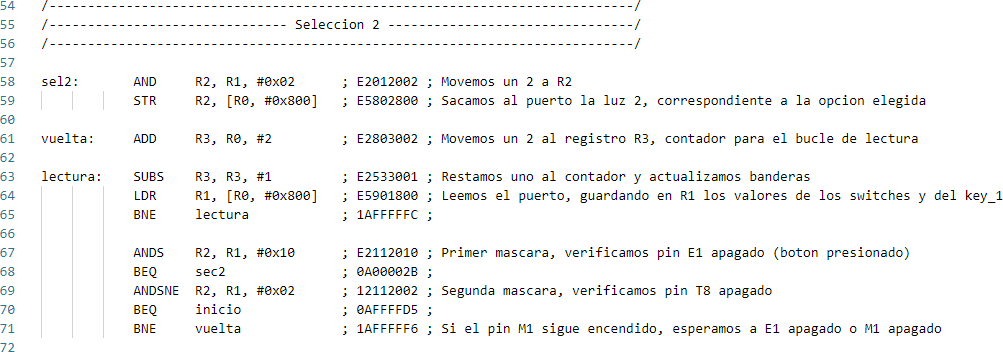 54 /----------------------------------------------------------------------------/
55 /------------------------------- Seleccion 2 --------------------------------/
56 /----------------------------------------------------------------------------/
57
58 sel2: AND R2, R1, #0x02 ; E2012002 ; Movemos un 2 a R2
59 STR R2, [R0, #0x800] ; E5802800 ; Sacamos al puerto la luz 2, correspondiente a la opcion elegida
60
61 vuelta: ADD R3, R0, #2 ; E2803002 ; Movemos un 2 al registro R3, contador para el bucle de lectura
62
63 lectura: SUBS R3, R3, #1 ; E2533001 ; Restamos uno al contador y actualizamos banderas
64 LDR R1, [R0, #0x800] ; E5901800 ; Leemos el puerto, guardando en R1 los valores de los switches y del key_1
65 BNE lectura ; 1AFFFFFC ;
66
67 ANDS R2, R1, #0x10 ; E2112010 ; Primer mascara, verificamos pin E1 apagado (boton presionado)
68 BEQ sec2 ; 0A00002B ;
69 ANDSNE R2, R1, #0x02 ; 12112002 ; Segunda mascara, verificamos pin T8 apagado
70 BEQ inicio ; 0AFFFFD5 ;
71 BNE vuelta ; 1AFFFFF6 ; Si el pin M1 sigue encendido, esperamos a E1 apagado o M1 apagado
72